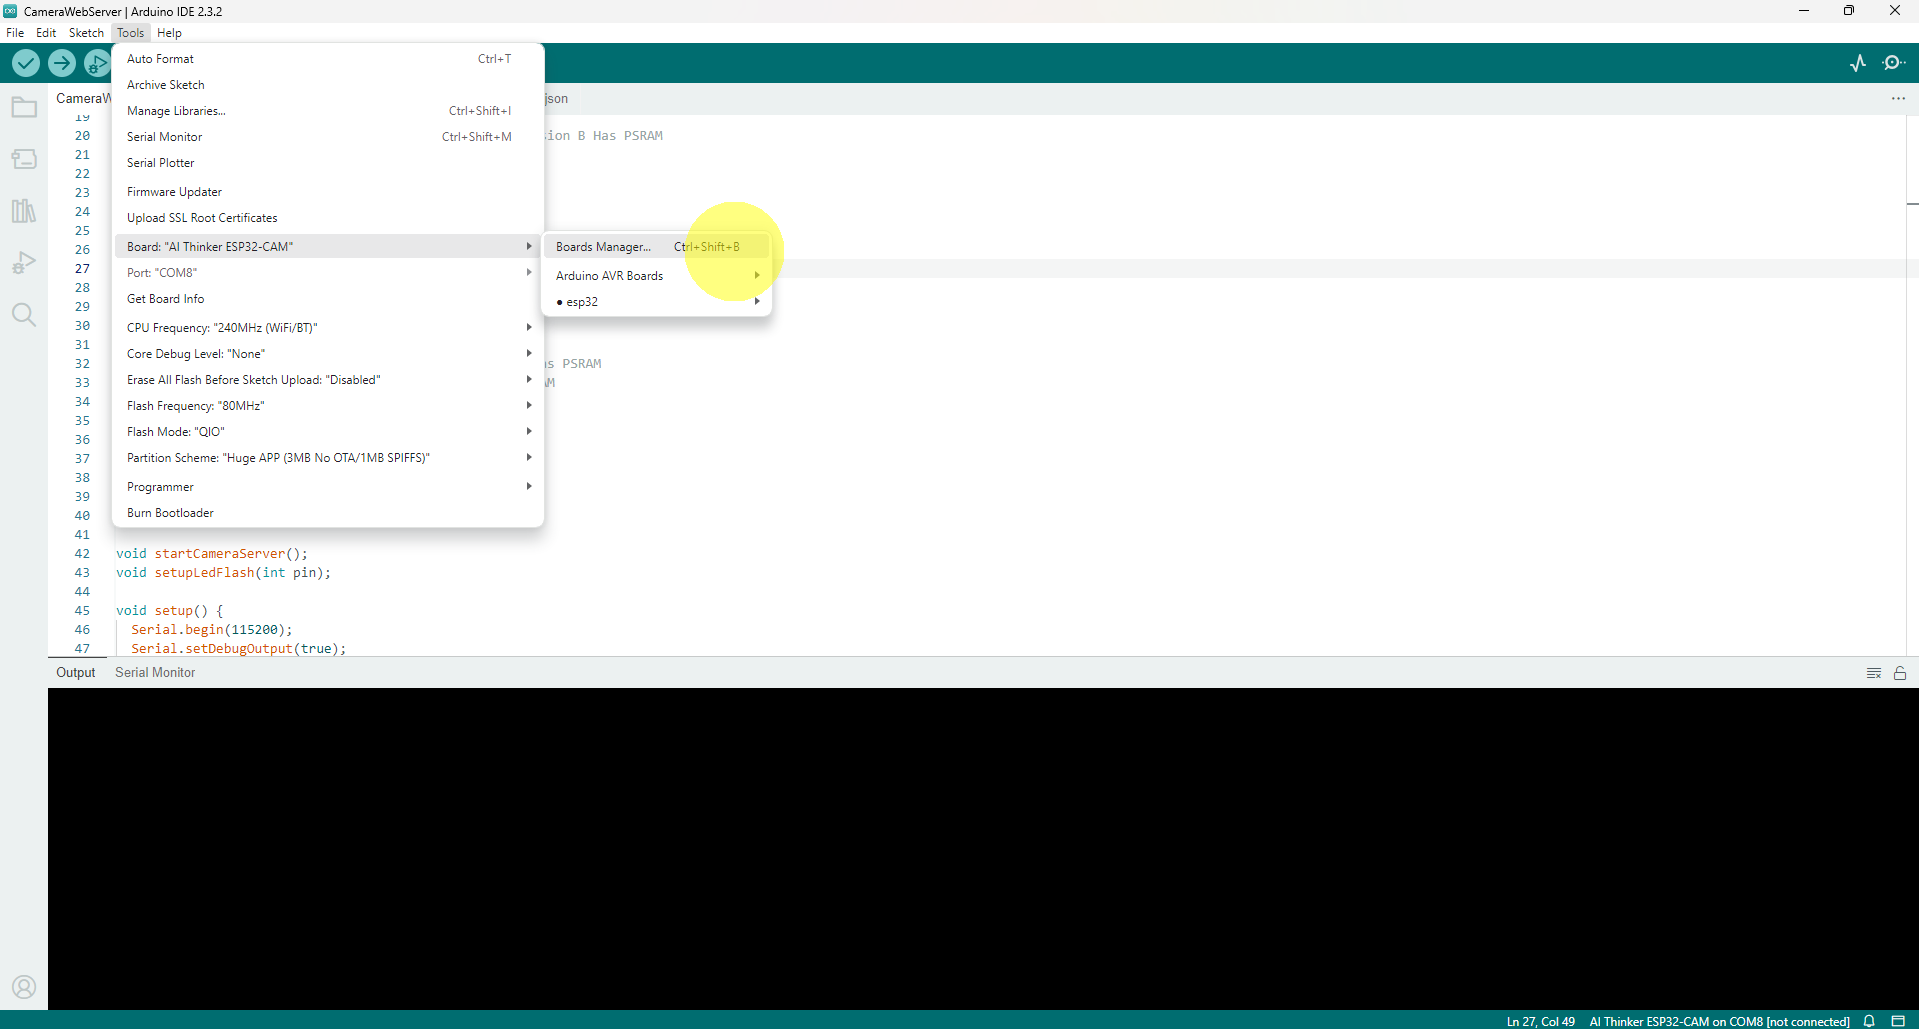 CameraWebServer | Arduino IDE 2.3.2
File Edit Sketch Tools Help
Auto Format Ctrl+T
Archive Sketch
Manage Libraries... Ctrl+Shift+I
Serial Monitor Ctrl+Shift+M
Serial Plotter
Firmware Updater
Upload SSL Root Certificates
Board: "AI Thinker ESP32-CAM"
Port: "COM8"
Get Board Info
CPU Frequency: "240MHz (WiFi/BT)"
Core Debug Level: "None"
Erase All Flash Before Sketch Upload: "Disabled"
Flash Frequency: "80MHz"
Flash Mode: "QIO"
Partition Scheme: "Huge APP (3MB No OTA/1MB SPIFFS)"
Programmer
Burn Bootloader
Boards Manager... Ctrl+Shift+B
Arduino AVR Boards
• esp32
CameraW json
19
20 ion B Has PSRAM
21
22
23
24
25
26
27
28
29
30
31
32 as PSRAM
33 AM
34
35
36
37
38
39
40
41
42 void startCameraServer();
43 void setupLedFlash(int pin);
44
45 void setup() {
46 Serial.begin(115200);
47 Serial.setDebugOutput(true);
Output Serial Monitor
Ln 27, Col 49 AI Thinker ESP32-CAM on COM8 [not connected]